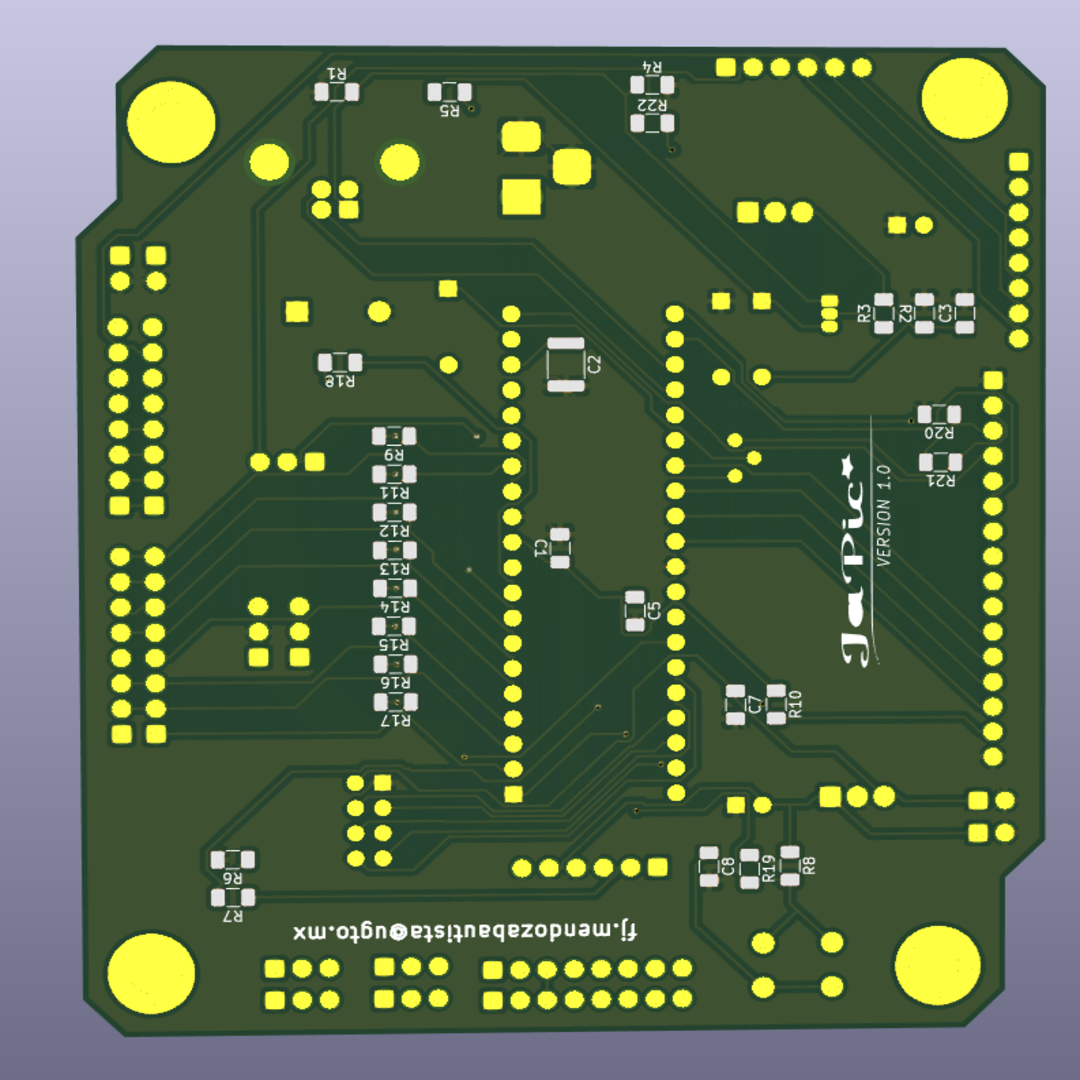 R1
R4
R5
R22
R3
R2
C3
C2
R18
R20
R9
R21
R11
JaPic
VERSION 1.0
R12
C1
R13
R14
C5
R15
R16
C7
R10
R17
C8
R19
R8
R6
R7
fj.mendozabautista@ugto.mx